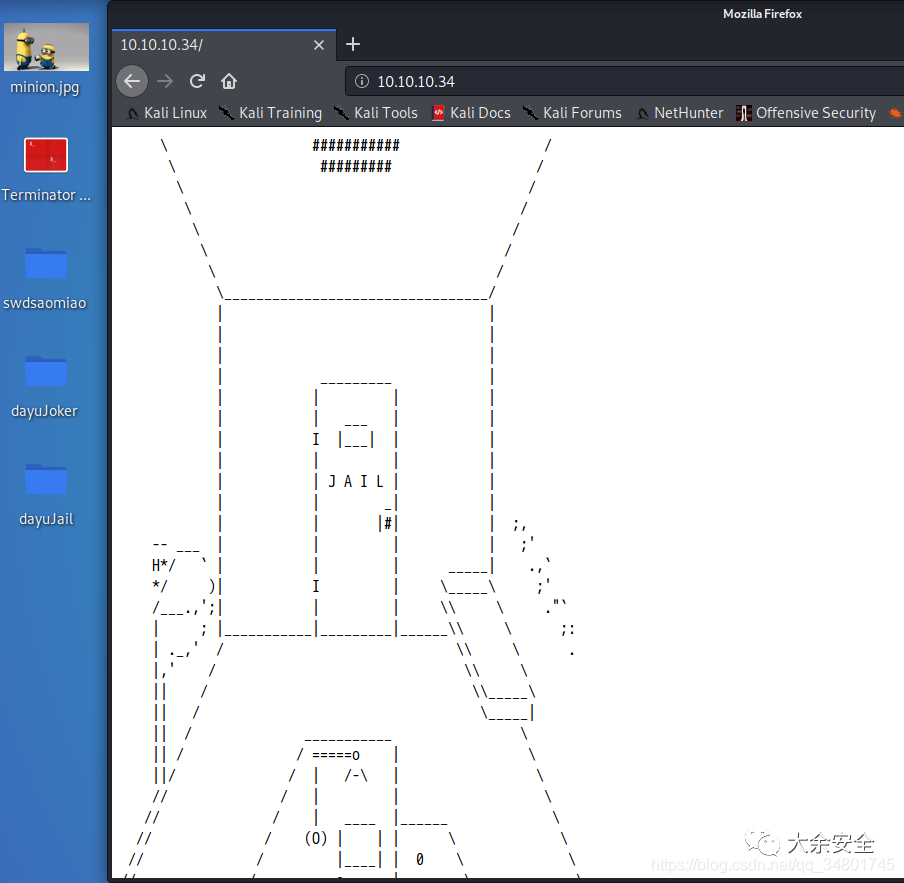 Mozilla Firefox
10.10.10.34/
10.10.10.34
Kali Linux
Kali Training
Kali Tools
Kali Docs
Kali Forums
NetHunter
Offensive Security
minion.jpg
Terminator ...
swdsaomiao
dayuJoker
dayuJail
J A I L
大余安全
https://blog.csdn.net/qq_34801745